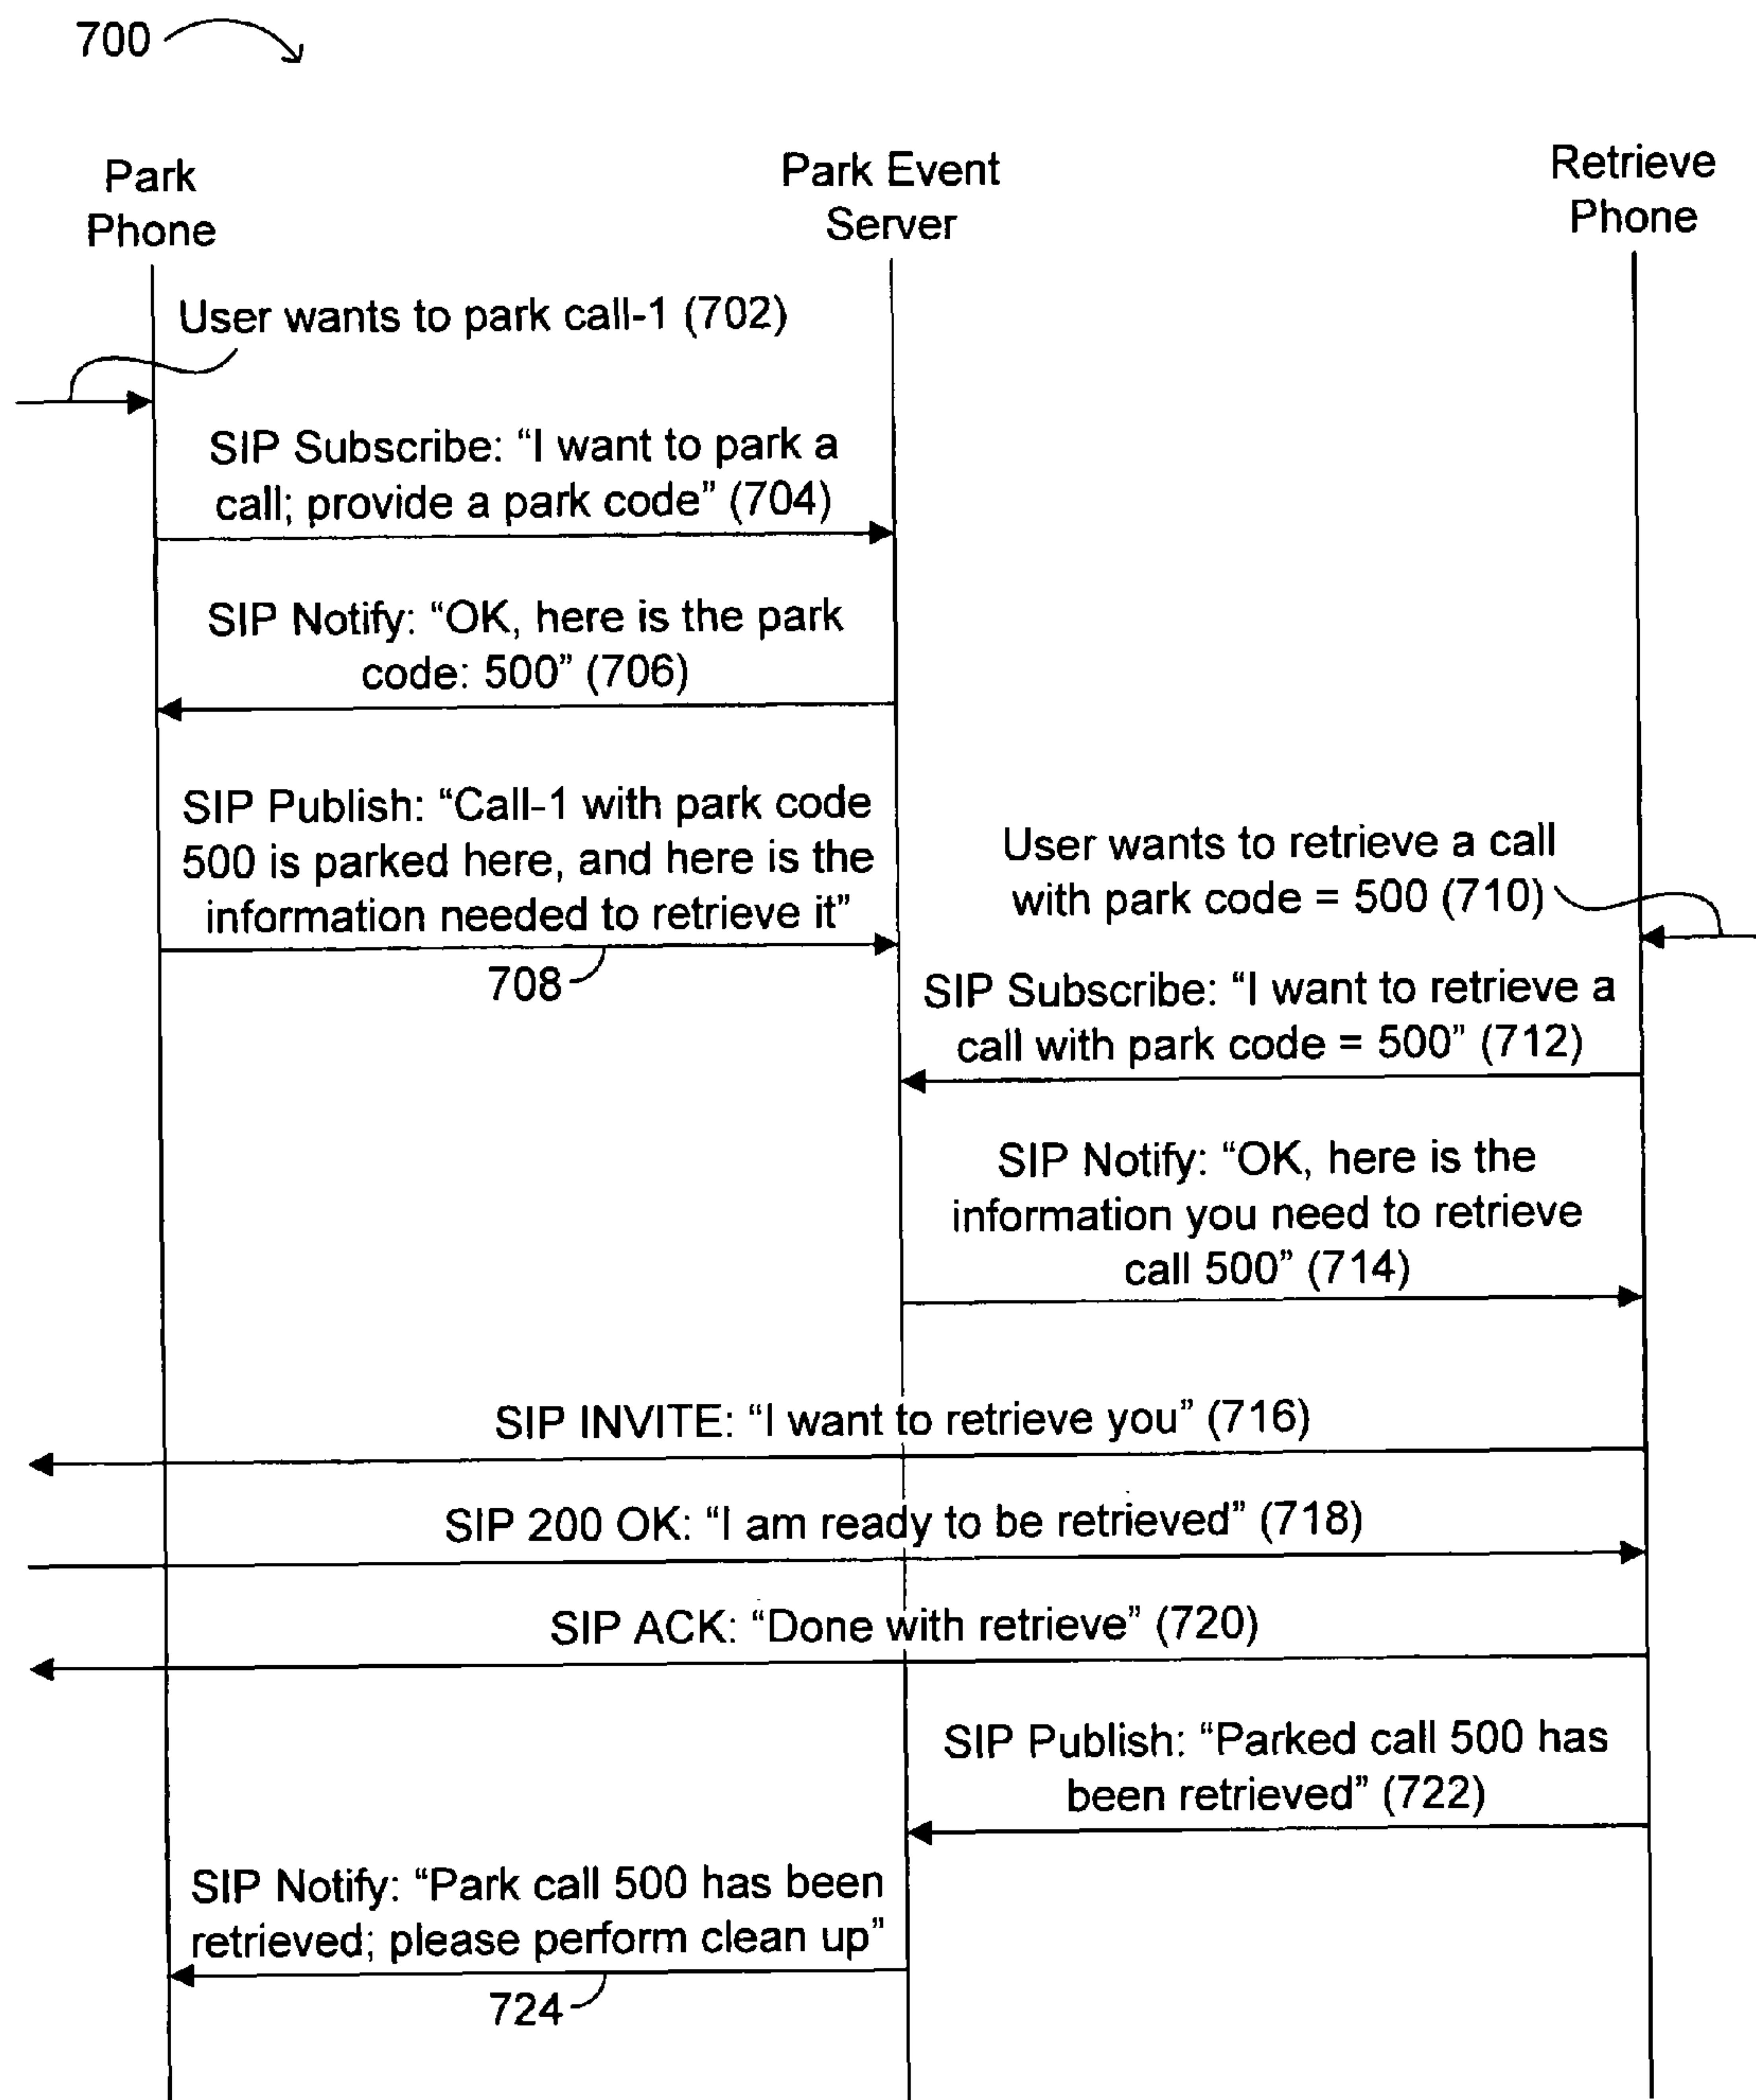 700
Park
Phone
Park Event
Server
Retrieve
Phone
User wants to park call-1 (702)
SIP Subscribe: “I want to park a
call; provide a park code” (704)
SIP Notify: “OK, here is the park
code: 500” (706)
SIP Publish: “Call-1 with park code
500 is parked here, and here is the
information needed to retrieve it”
708
User wants to retrieve a call
with park code = 500 (710)
SIP Subscribe: “I want to retrieve a
call with park code = 500” (712)
SIP Notify: “OK, here is the
information you need to retrieve
call 500” (714)
SIP INVITE: “I want to retrieve you” (716)
SIP 200 OK: “I am ready to be retrieved” (718)
SIP ACK: “Done with retrieve” (720)
SIP Publish: “Parked call 500 has
been retrieved” (722)
SIP Notify: “Park call 500 has been
retrieved; please perform clean up”
724